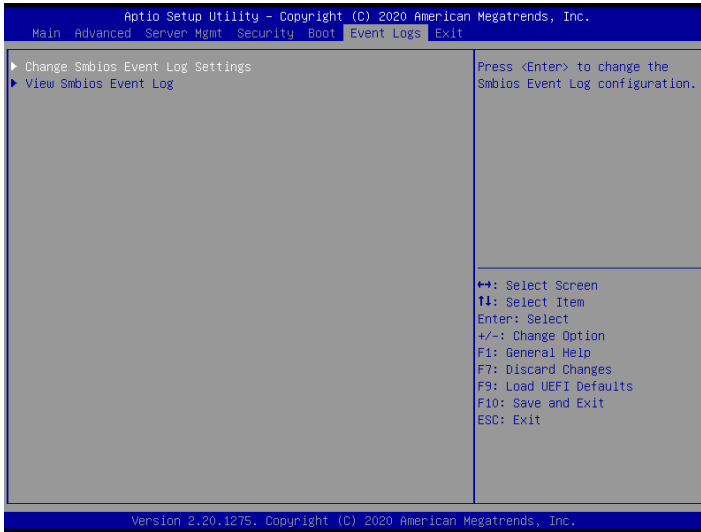 Aptio Setup Utility – Copyright (C) 2020 American Megatrends, Inc.
Main Advanced Server Mgmt Security Boot Event Logs Exit
▶ Change Smbios Event Log Settings
▶ View Smbios Event Log
Press <Enter> to change the
Smbios Event Log configuration.
↔: Select Screen
↑↓: Select Item
Enter: Select
+/-: Change Option
F1: General Help
F7: Discard Changes
F9: Load UEFI Defaults
F10: Save and Exit
ESC: Exit
Version 2.20.1275. Copyright (C) 2020 American Megatrends, Inc.